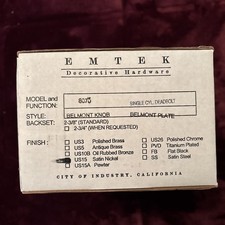 EMTEK
Decorative Hardware
MODEL and FUNCTION: SINGLE CYL. DEADBOLT
STYLE: BELMONT KNOB BELMONT PLATE
BACKSET: 2-3/8" (STANDARD)
2-3/4" (WHEN REQUESTED)
FINISH: US3 Polished Brass US26 Polished Chrome
US5 Antique Brass PVD Titanium Plated
US10B Oil Rubbed Bronze FB Flat Black
US15 Satin Nickel SS Satin Steel
US15A Pewter
CITY OF INDUSTRY, CALIFORNIA